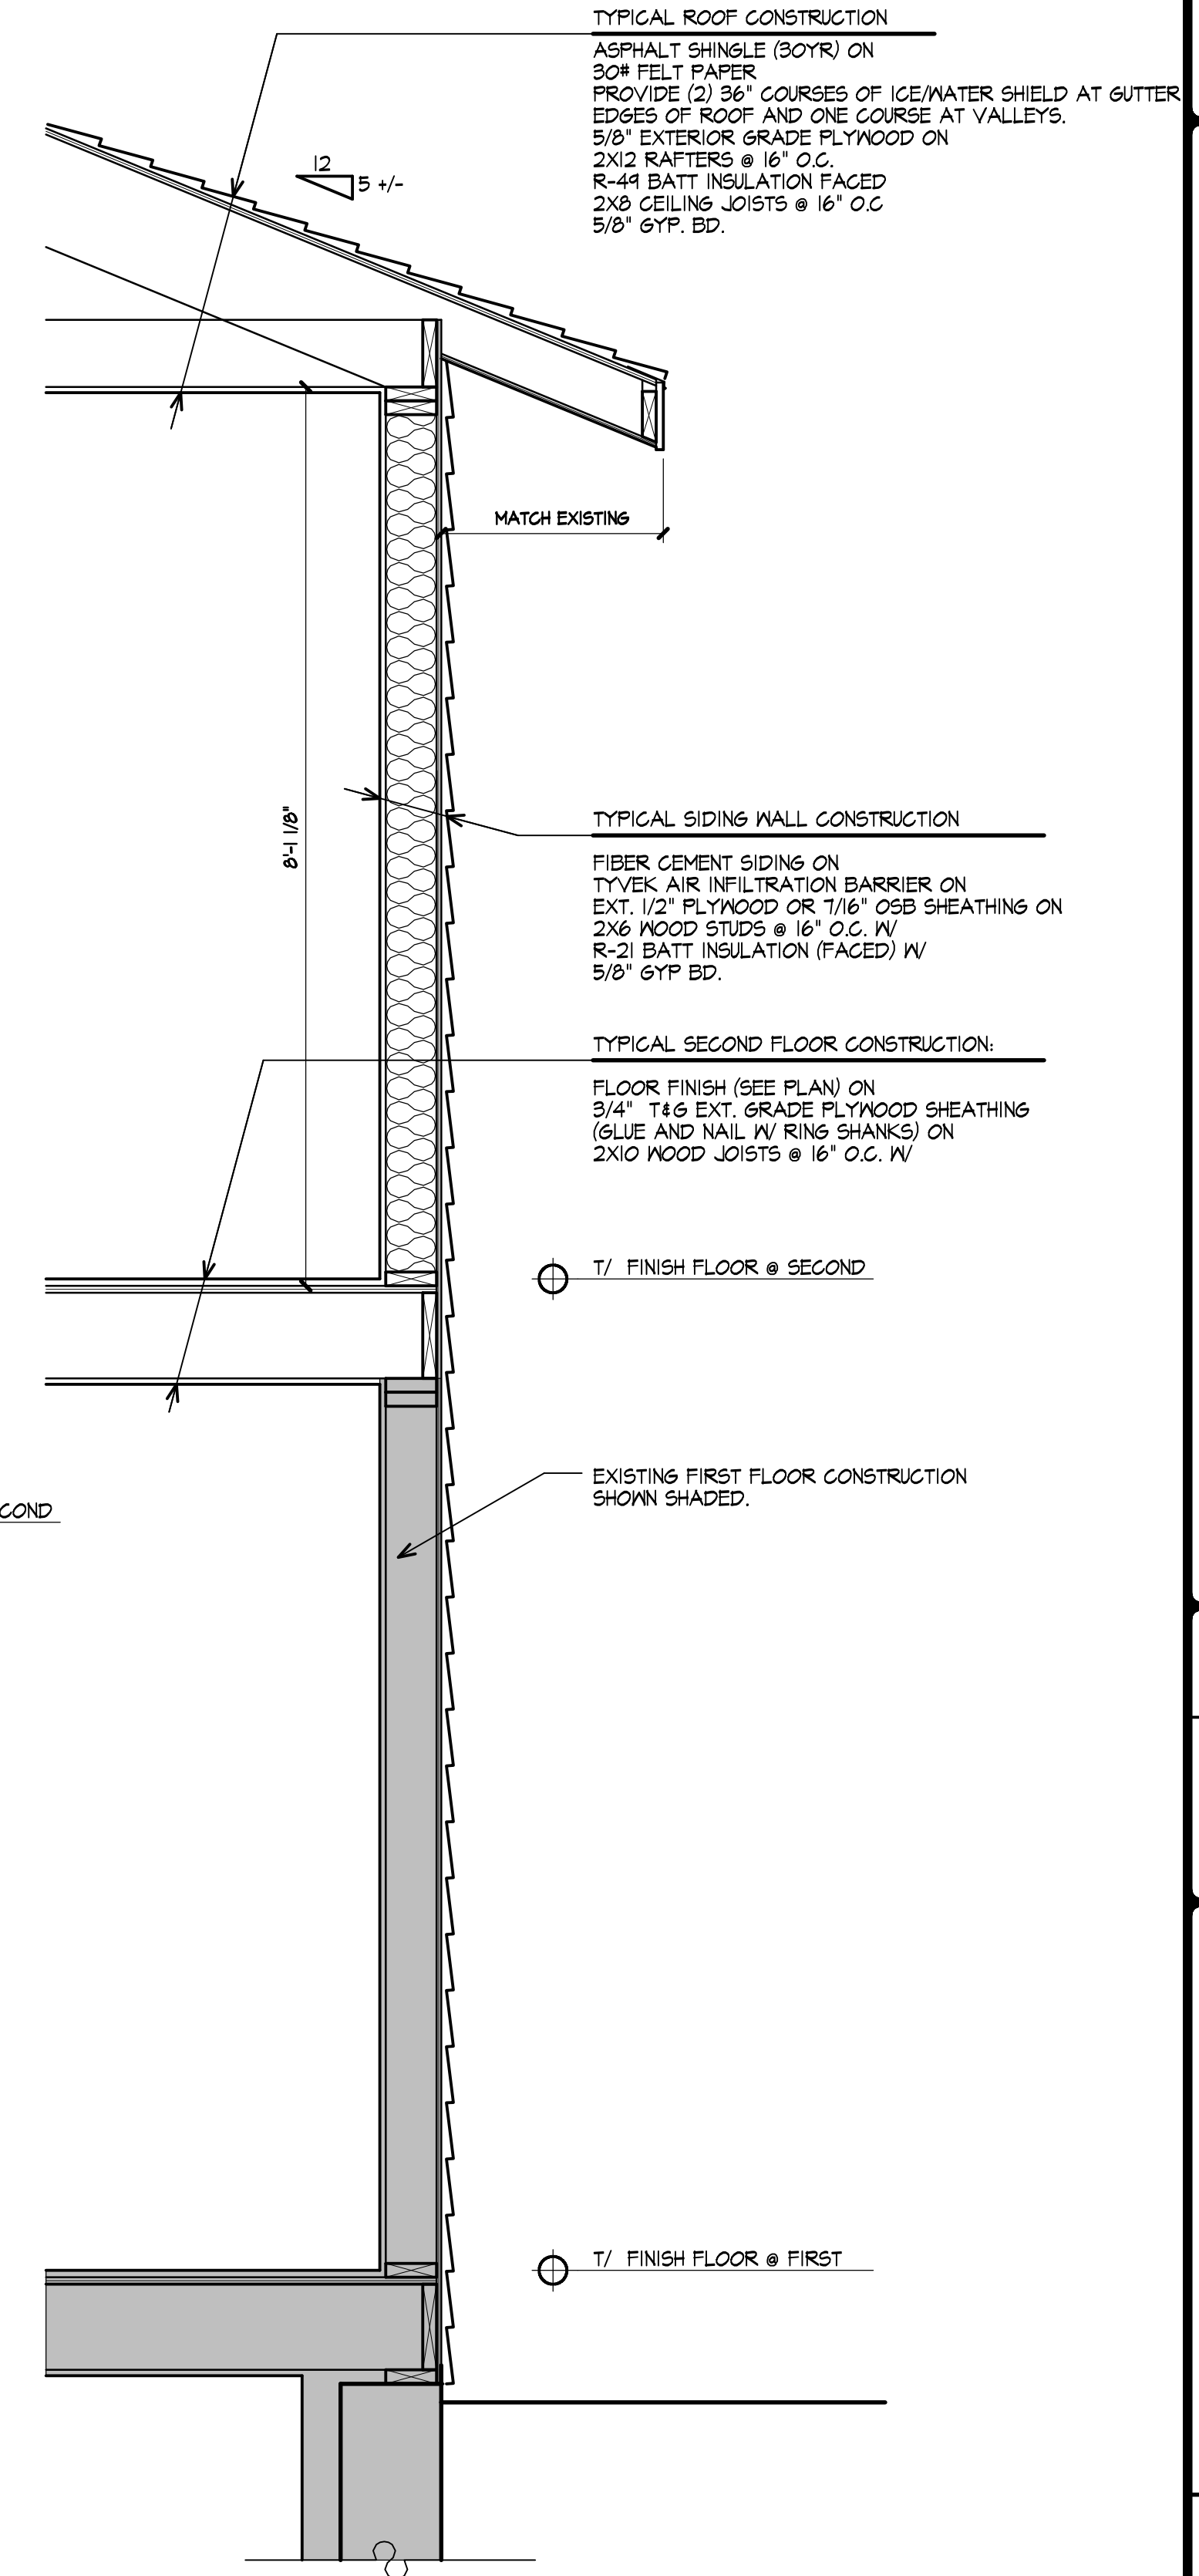 TYPICAL ROOF CONSTRUCTION
ASPHALT SHINGLE (30YR) ON
30# FELT PAPER
PROVIDE (2) 36" COURSES OF ICE/WATER SHIELD AT GUTTER
EDGES OF ROOF AND ONE COURSE AT VALLEYS.
5/8" EXTERIOR GRADE PLYWOOD ON
2X12 RAFTERS @ 16" O.C.
R-49 BATT INSULATION FACED
2X8 CEILING JOISTS @ 16" O.C
5/8" GYP. BD.
12
5 +/-
MATCH EXISTING
8'-1 1/8"
TYPICAL SIDING WALL CONSTRUCTION
FIBER CEMENT SIDING ON
TYVEK AIR INFILTRATION BARRIER ON
EXT. 1/2" PLYWOOD OR 7/16" OSB SHEATHING ON
2X6 WOOD STUDS @ 16" O.C. W/
R-21 BATT INSULATION (FACED) W/
5/8" GYP BD.
TYPICAL SECOND FLOOR CONSTRUCTION:
FLOOR FINISH (SEE PLAN) ON
3/4" T&G EXT. GRADE PLYWOOD SHEATHING
(GLUE AND NAIL W/ RING SHANKS) ON
2X10 WOOD JOISTS @ 16" O.C. W/
T/ FINISH FLOOR @ SECOND
EXISTING FIRST FLOOR CONSTRUCTION
SHOWN SHADED.
COND
T/ FINISH FLOOR @ FIRST